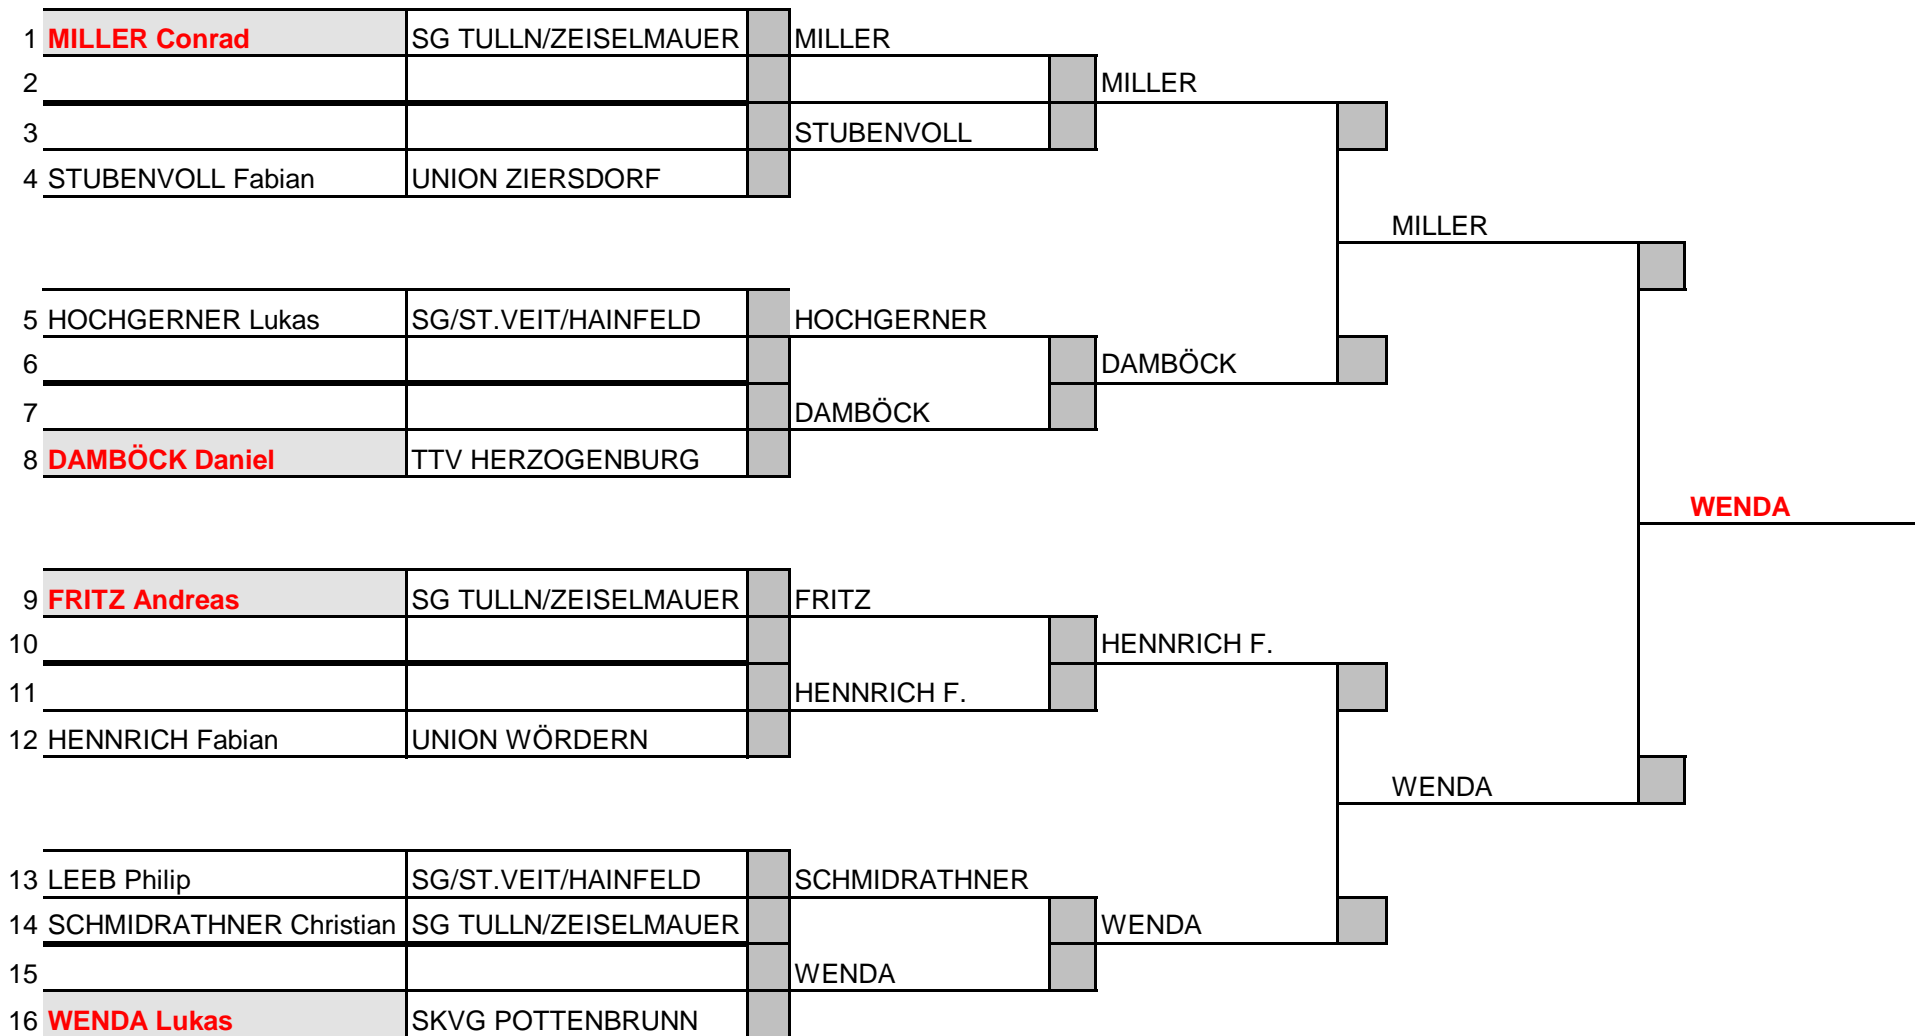 1 MILLER Conrad SG TULLN/ZEISELMAUER MILLER
2 MILLER
3 STUBENVOLL
4 STUBENVOLL Fabian UNION ZIERSDORF
MILLER
5 HOCHGERNER Lukas SG/ST.VEIT/HAINFELD HOCHGERNER
6 DAMBÖCK
7 DAMBÖCK
8 DAMBÖCK Daniel TTV HERZOGENBURG
WENDA
9 FRITZ Andreas SG TULLN/ZEISELMAUER FRITZ
10 HENNRICH F.
11 HENNRICH F.
12 HENNRICH Fabian UNION WÖRDERN
WENDA
13 LEEB Philip SG/ST.VEIT/HAINFELD SCHMIDRATHNER
14 SCHMIDRATHNER Christian SG TULLN/ZEISELMAUER WENDA
15 WENDA
16 WENDA Lukas SKVG POTTENBRUNN